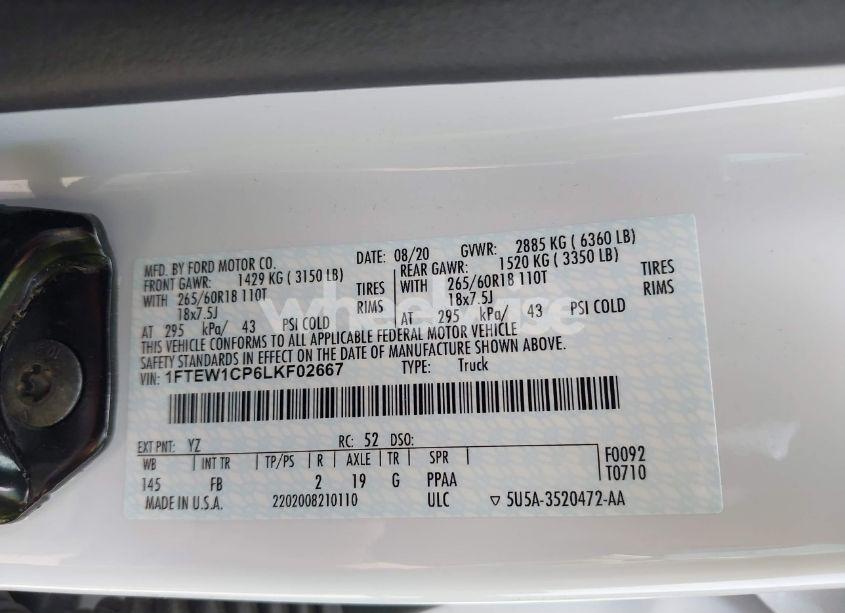 MFD. BY FORD MOTOR CO. DATE: 08/20 GVWR: 2885 KG ( 6360 LB)
FRONT GAWR: 1429 KG ( 3150 LB) REAR GAWR: 1520 KG ( 3350 LB)
WITH 265/60R18 110T TIRES WITH 265/60R18 110T TIRES
18x7.5J RIMS 18x7.5J RIMS
AT 295 kPa/ 43 PSI COLD AT 295 kPa/ 43 PSI COLD
THIS VEHICLE CONFORMS TO ALL APPLICABLE FEDERAL MOTOR VEHICLE
SAFETY STANDARDS IN EFFECT ON THE DATE OF MANUFACTURE SHOWN ABOVE.
VIN: 1FTEW1CP6LKF02667 TYPE: Truck
EXT PNT: YZ RC: 52 DSO:
WB INT TR TP/PS R AXLE TR SPR F0092
145 FB 2 19 G PPAA T0710
MADE IN U.S.A. 2202008210110 ULC 5U5A-3520472-AA
wheelbase